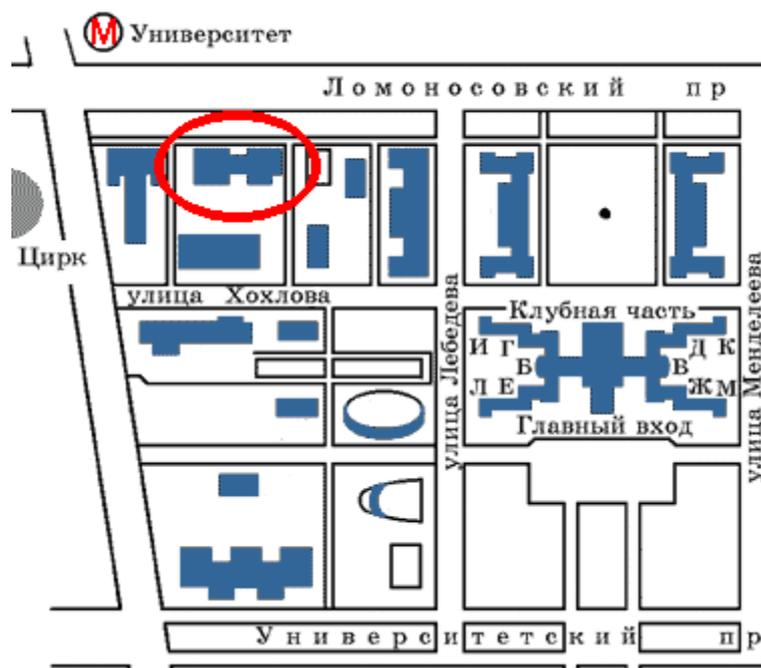 М Университет
Ломоносовский пр
Цирк
улица Хохлова
улица Лебедева
улица Менделеева
Клубная часть
И Г Д К
Б В
Л Е Ж М
Главный вход
Университетский пр